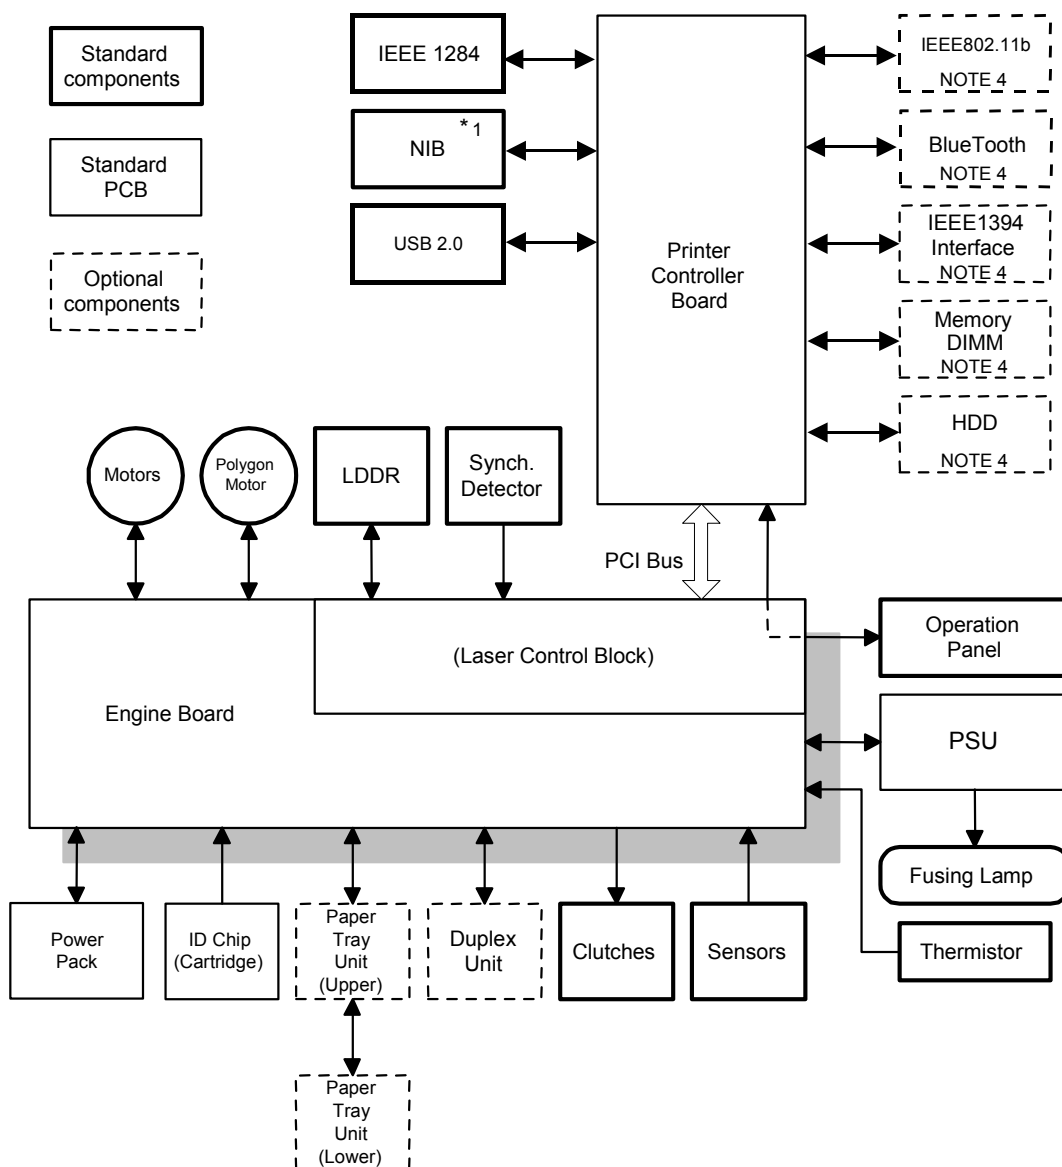 Standard
components
Standard
PCB
Optional
components
IEEE 1284
NIB *1
USB 2.0
Printer
Controller
Board
IEEE802.11b
NOTE 4
BlueTooth
NOTE 4
IEEE1394
Interface
NOTE 4
Memory
DIMM
NOTE 4
HDD
NOTE 4
Motors
Polygon
Motor
LDDR
Synch.
Detector
PCI Bus
(Laser Control Block)
Engine Board
Operation
Panel
PSU
Fusing Lamp
Thermistor
Power
Pack
ID Chip
(Cartridge)
Paper
Tray
Unit
(Upper)
Duplex
Unit
Clutches
Sensors
Paper
Tray
Unit
(Lower)